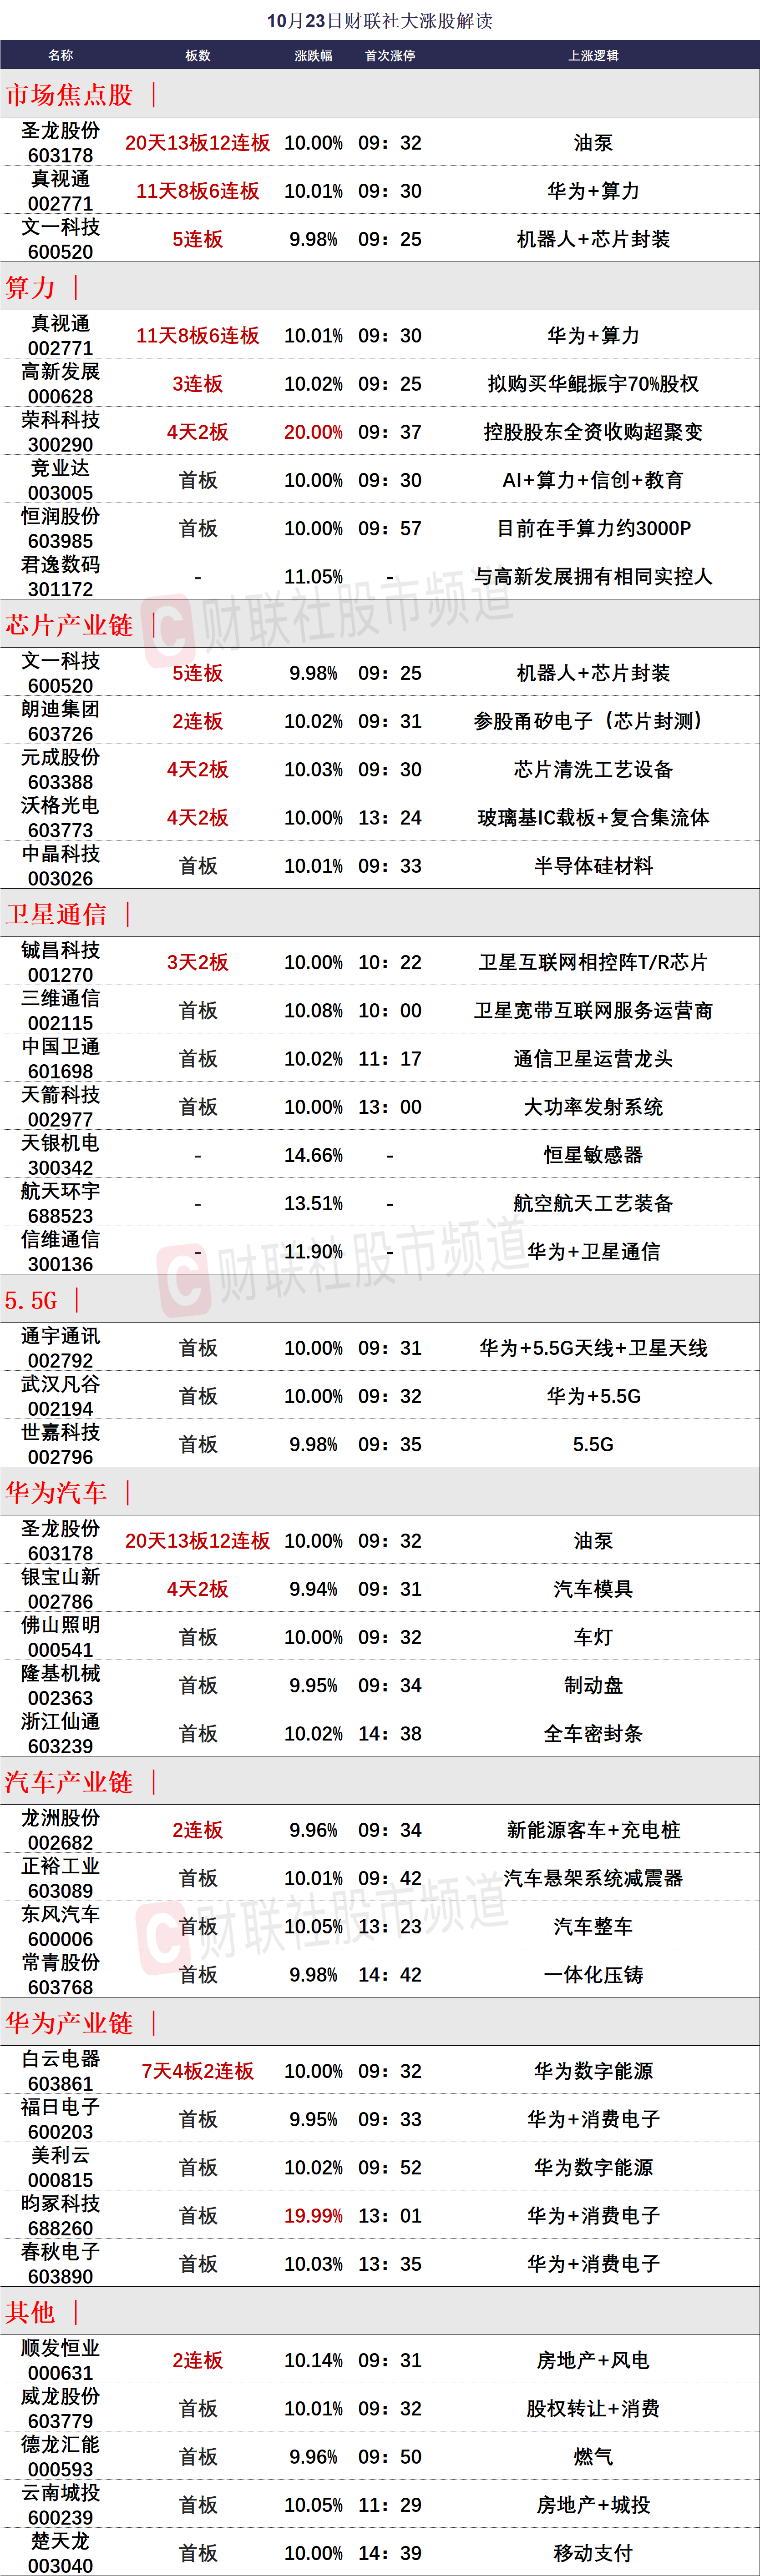 10月23日财联社大涨股解读
名称 板数 涨跌幅 首次涨停 上涨逻辑
市场焦点股
圣龙股份 603178 20天13板12连板 10.00% 09：32 油泵
真视通 002771 11天8板6连板 10.01% 09：30 华为+算力
文一科技 600520 5连板 9.98% 09：25 机器人+芯片封装
算力
真视通 002771 11天8板6连板 10.01% 09：30 华为+算力
高新发展 000628 3连板 10.02% 09：25 拟购买华鲲振宇70%股权
荣科科技 300290 4天2板 20.00% 09：37 控股股东全资收购超聚变
竞业达 003005 首板 10.00% 09：30 AI+算力+信创+教育
恒润股份 603985 首板 10.00% 09：57 目前在手算力约3000P
君逸数码 301172 - 11.05% - 与高新发展拥有相同实控人
财联社股市频道
芯片产业链
文一科技 600520 5连板 9.98% 09：25 机器人+芯片封装
朗迪集团 603726 2连板 10.02% 09：31 参股甬矽电子（芯片封测）
元成股份 603388 4天2板 10.03% 09：30 芯片清洗工艺设备
沃格光电 603773 4天2板 10.00% 13：24 玻璃基IC载板+复合集流体
中晶科技 003026 首板 10.01% 09：33 半导体硅材料
卫星通信
铖昌科技 001270 3天2板 10.00% 10：22 卫星互联网相控阵T/R芯片
三维通信 002115 首板 10.08% 10：00 卫星宽带互联网服务运营商
中国卫通 601698 首板 10.02% 11：17 通信卫星运营龙头
天箭科技 002977 首板 10.00% 13：00 大功率发射系统
天银机电 300342 - 14.66% - 恒星敏感器
航天环宇 688523 - 13.51% - 航空航天工艺装备
信维通信 300136 - 11.90% - 华为+卫星通信
财联社股市频道
5.5G
通宇通讯 002792 首板 10.00% 09：31 华为+5.5G天线+卫星天线
武汉凡谷 002194 首板 10.00% 09：32 华为+5.5G
世嘉科技 002796 首板 9.98% 09：35 5.5G
华为汽车
圣龙股份 603178 20天13板12连板 10.00% 09：32 油泵
银宝山新 002786 4天2板 9.94% 09：31 汽车模具
佛山照明 000541 首板 10.00% 09：32 车灯
隆基机械 002363 首板 9.95% 09：34 制动盘
浙江仙通 603239 首板 10.02% 14：38 全车密封条
汽车产业链
龙洲股份 002682 2连板 9.96% 09：34 新能源客车+充电桩
正裕工业 603089 首板 10.01% 09：42 汽车悬架系统减震器
东风汽车 600006 首板 10.05% 13：23 汽车整车
财联社股市频道
常青股份 603768 首板 9.98% 14：42 一体化压铸
华为产业链
白云电器 603861 7天4板2连板 10.00% 09：32 华为数字能源
福日电子 600203 首板 9.95% 09：33 华为+消费电子
美利云 000815 首板 10.02% 09：52 华为数字能源
昀冢科技 688260 首板 19.99% 13：01 华为+消费电子
春秋电子 603890 首板 10.03% 13：35 华为+消费电子
其他
顺发恒业 000631 2连板 10.14% 09：31 房地产+风电
威龙股份 603779 首板 10.01% 09：32 股权转让+消费
德龙汇能 000593 首板 9.96% 09：50 燃气
云南城投 600239 首板 10.05% 11：29 房地产+城投
楚天龙 003040 首板 10.00% 14：39 移动支付